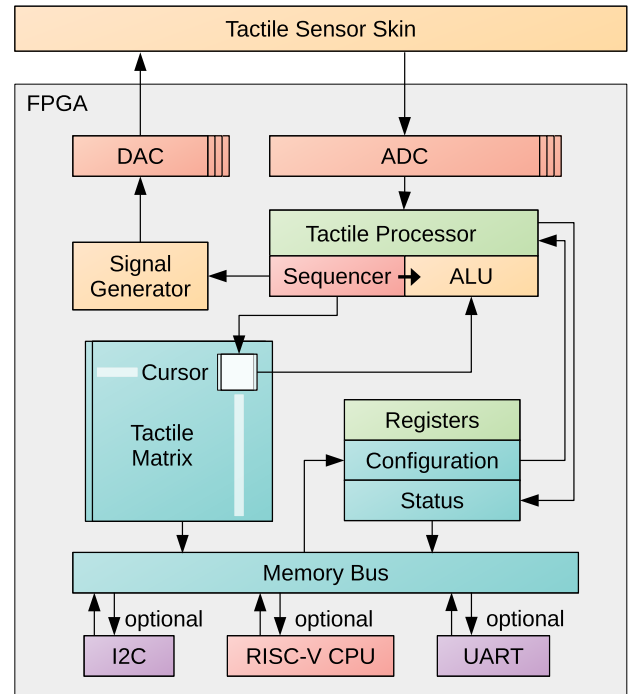 Tactile Sensor Skin
FPGA
DAC
ADC
Tactile Processor
Signal
Generator
Sequencer
ALU
Cursor
Tactile
Matrix
Registers
Configuration
Status
Memory Bus
optional
optional
optional
I2C
RISC-V CPU
UART